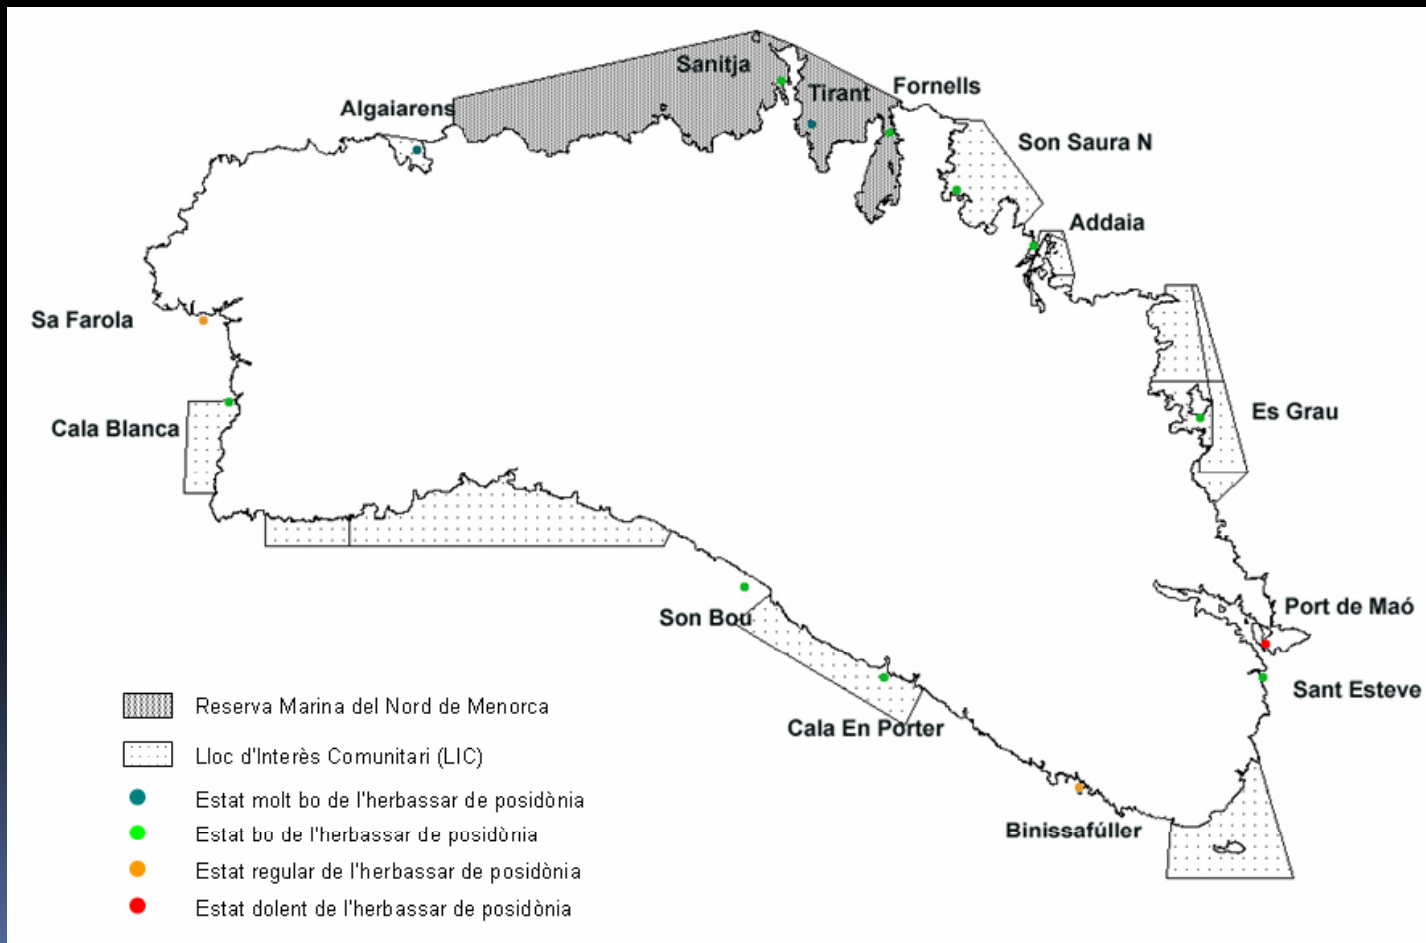 Sanitja
Tirant
Fornells
Algaiarens
Son Saura N
Addaia
Sa Farola
Cala Blanca
Es Grau
Port de Maó
Son Bou
Sant Esteve
Cala En Porter
Binissafúller
Reserva Marina del Nord de Menorca
Lloc d'Interès Comunitari (LIC)
Estat molt bo de l'herbassar de posidònia
Estat bo de l'herbassar de posidònia
Estat regular de l'herbassar de posidònia
Estat dolent de l'herbassar de posidònia